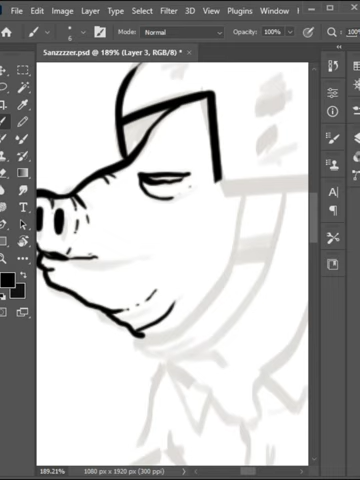 File Edit Image Layer Type Select Filter 3D View Plugins Window
6 Mode: Normal Opacity: 100%
Sanzzzzer.psd @ 189% (Layer 3, RGB/8) * ×
T
A
189.21% 1080 px x 1920 px (300 ppi)